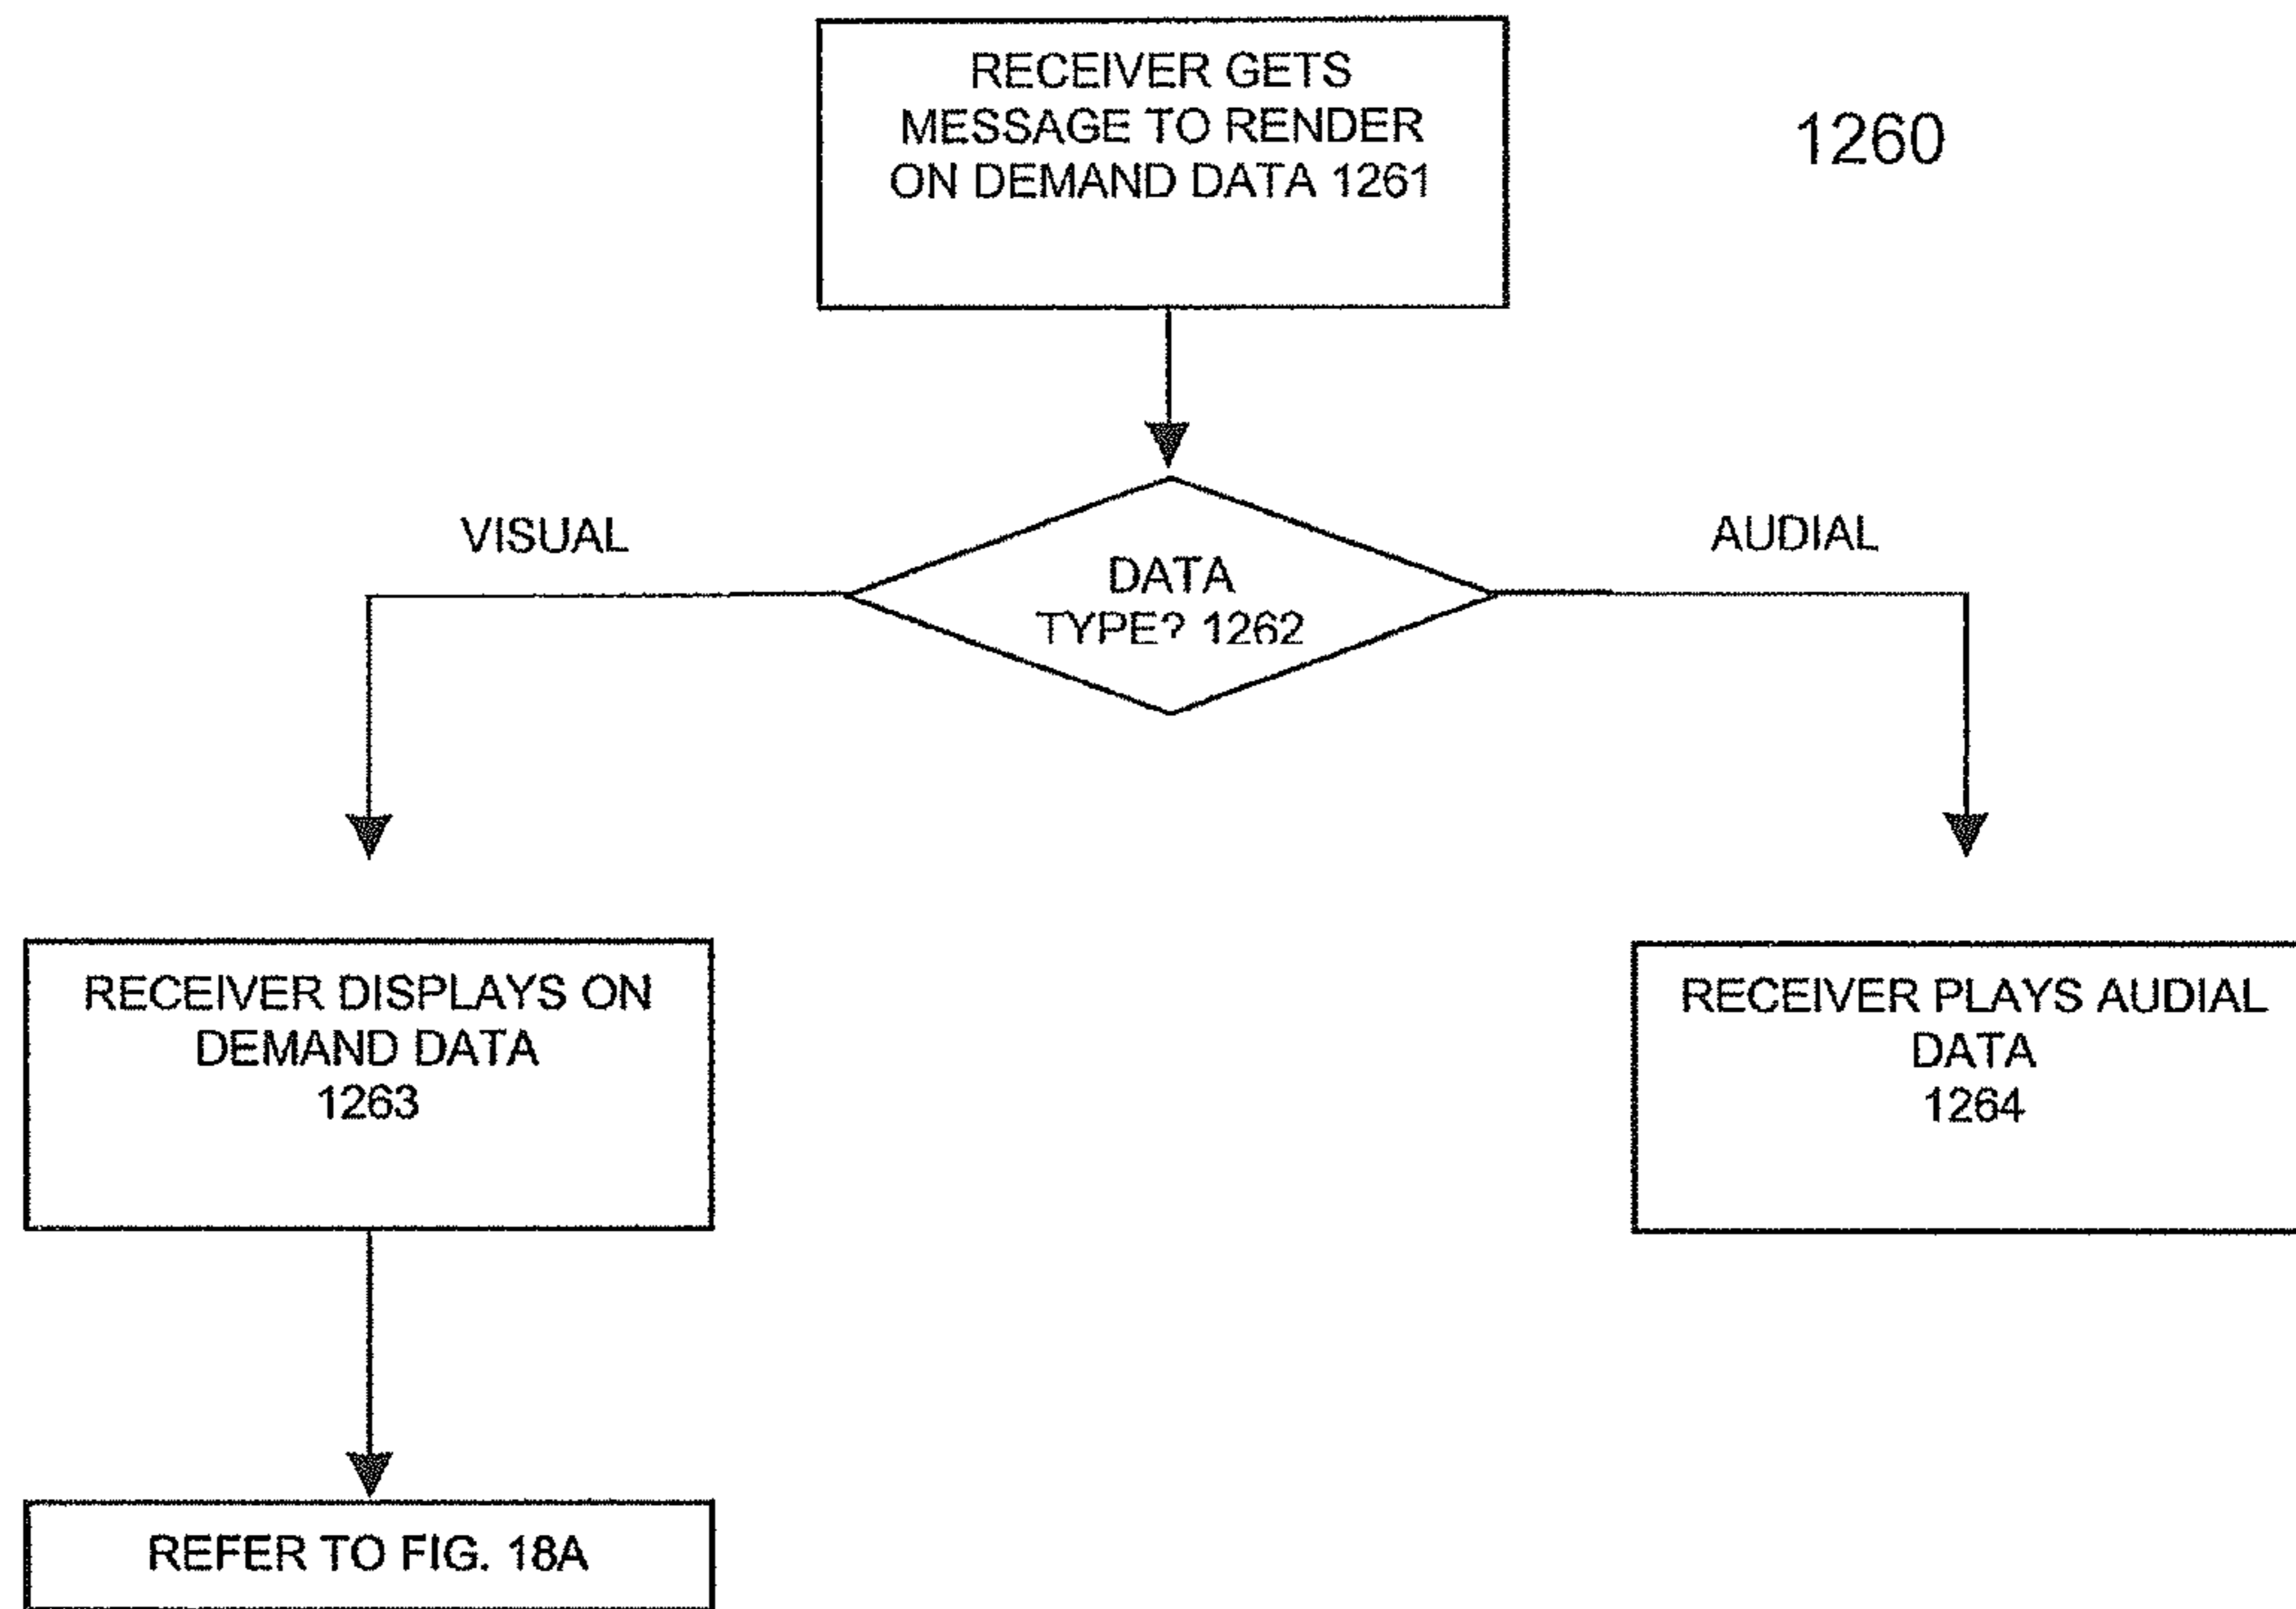 RECEIVER GETS
MESSAGE TO RENDER
ON DEMAND DATA 1261
1260
VISUAL
AUDIAL
DATA
TYPE? 1262
RECEIVER DISPLAYS ON
DEMAND DATA
1263
RECEIVER PLAYS AUDIAL
DATA
1264
REFER TO FIG. 18A